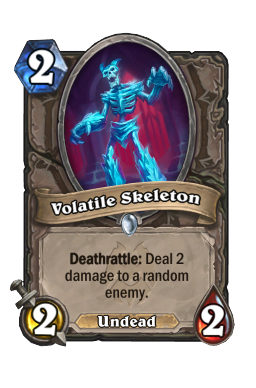 2
Volatile Skeleton
Deathrattle: Deal 2
damage to a random
enemy.
2
Undead
2